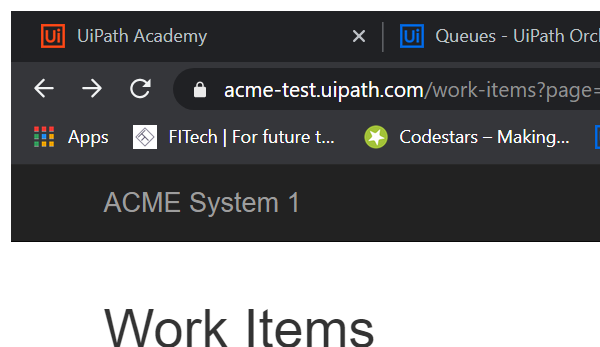 Ui UiPath Academy Ui Queues - UiPath Orc
acme-test.uipath.com/work-items?page=
Apps FITech | For future t... Codestars – Making...
ACME System 1
Work Items